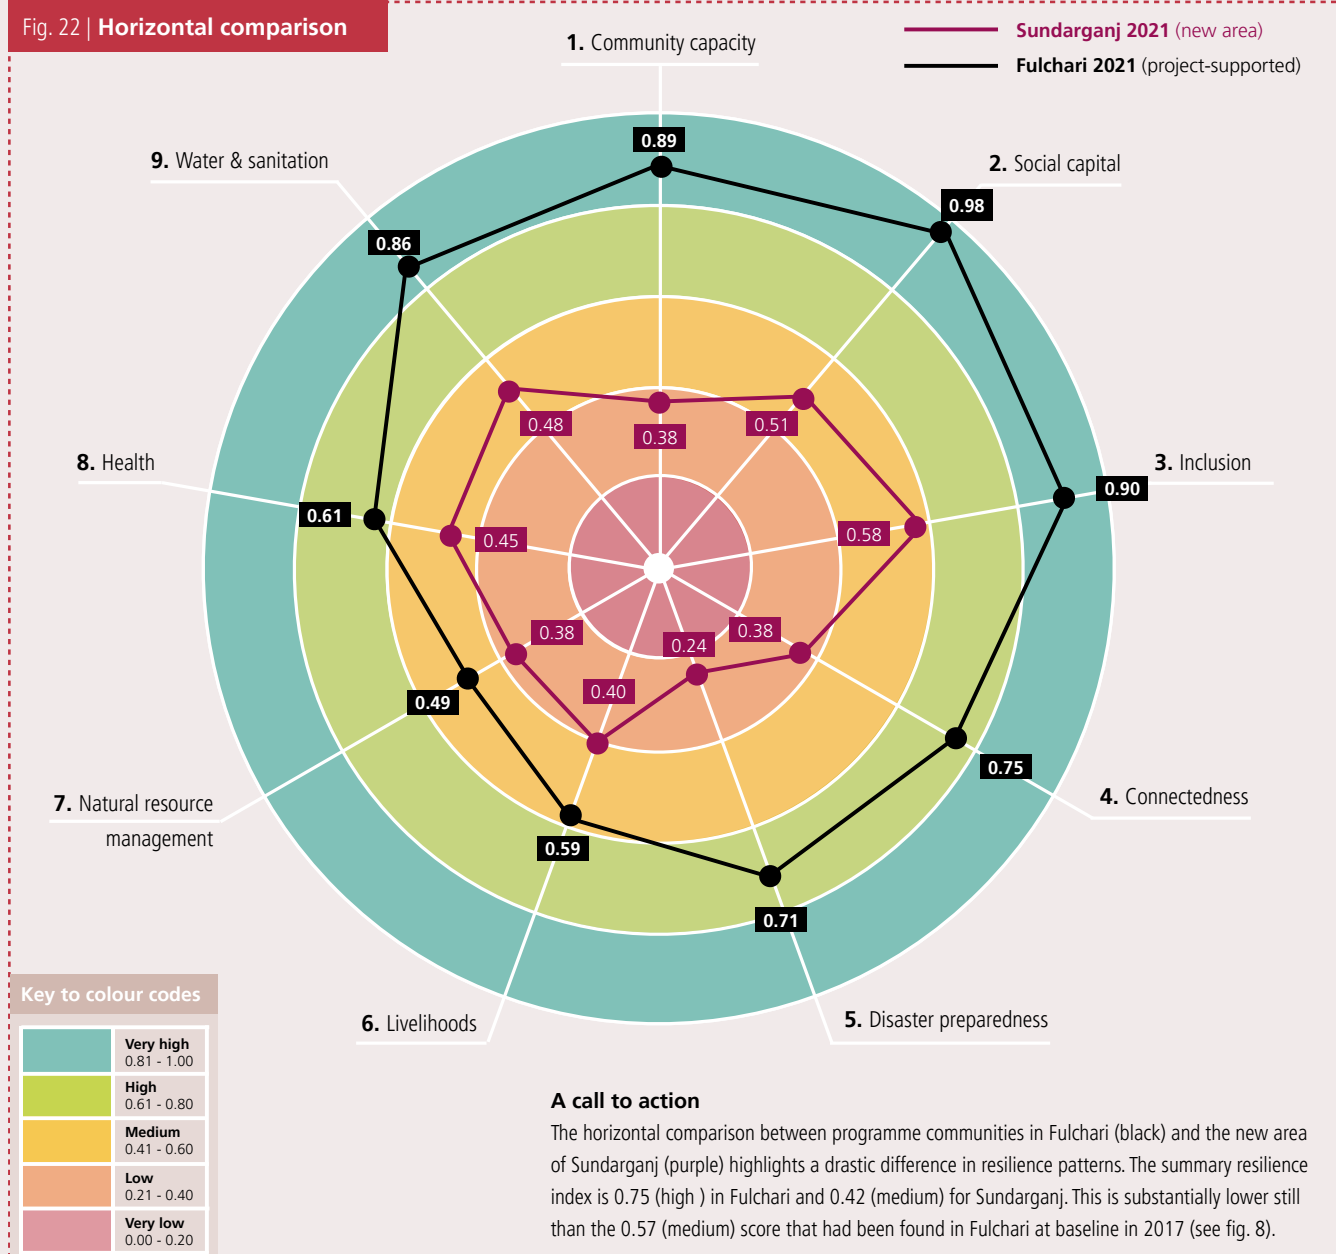 Fig. 22 | Horizontal comparison
Sundarganj 2021 (new area)
Fulchari 2021 (project-supported)
1. Community capacity
0.89
9. Water & sanitation
2. Social capital
0.98
0.86
0.48
0.38
0.51
8. Health
3. Inclusion
0.90
0.61
0.45
0.58
0.38
0.24
0.38
0.40
0.49
0.75
7. Natural resource
management
4. Connectedness
0.59
0.71
6. Livelihoods
5. Disaster preparedness
Key to colour codes
Very high
0.81 - 1.00
High
0.61 - 0.80
Medium
0.41 - 0.60
Low
0.21 - 0.40
Very low
0.00 - 0.20
A call to action
The horizontal comparison between programme communities in Fulchari (black) and the new area
of Sundarganj (purple) highlights a drastic difference in resilience patterns. The summary resilience
index is 0.75 (high ) in Fulchari and 0.42 (medium) for Sundarganj. This is substantially lower still
than the 0.57 (medium) score that had been found in Fulchari at baseline in 2017 (see fig. 8).